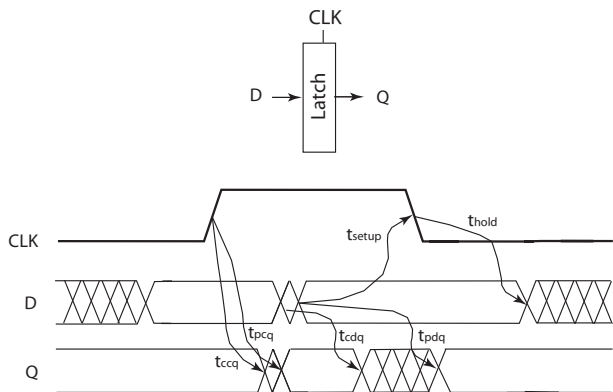 CLK
D
Latch
Q
CLK
tsetup
thold
D
tpcq
tccq
tcdq
tpdq
Q